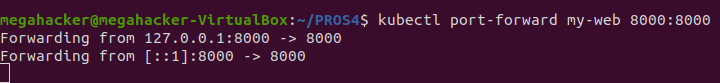 megahacker@megahacker-VirtualBox:~/PROS4$ kubectl port-forward my-web 8000:8000
Forwarding from 127.0.0.1:8000 -> 8000
Forwarding from [::1]:8000 -> 8000